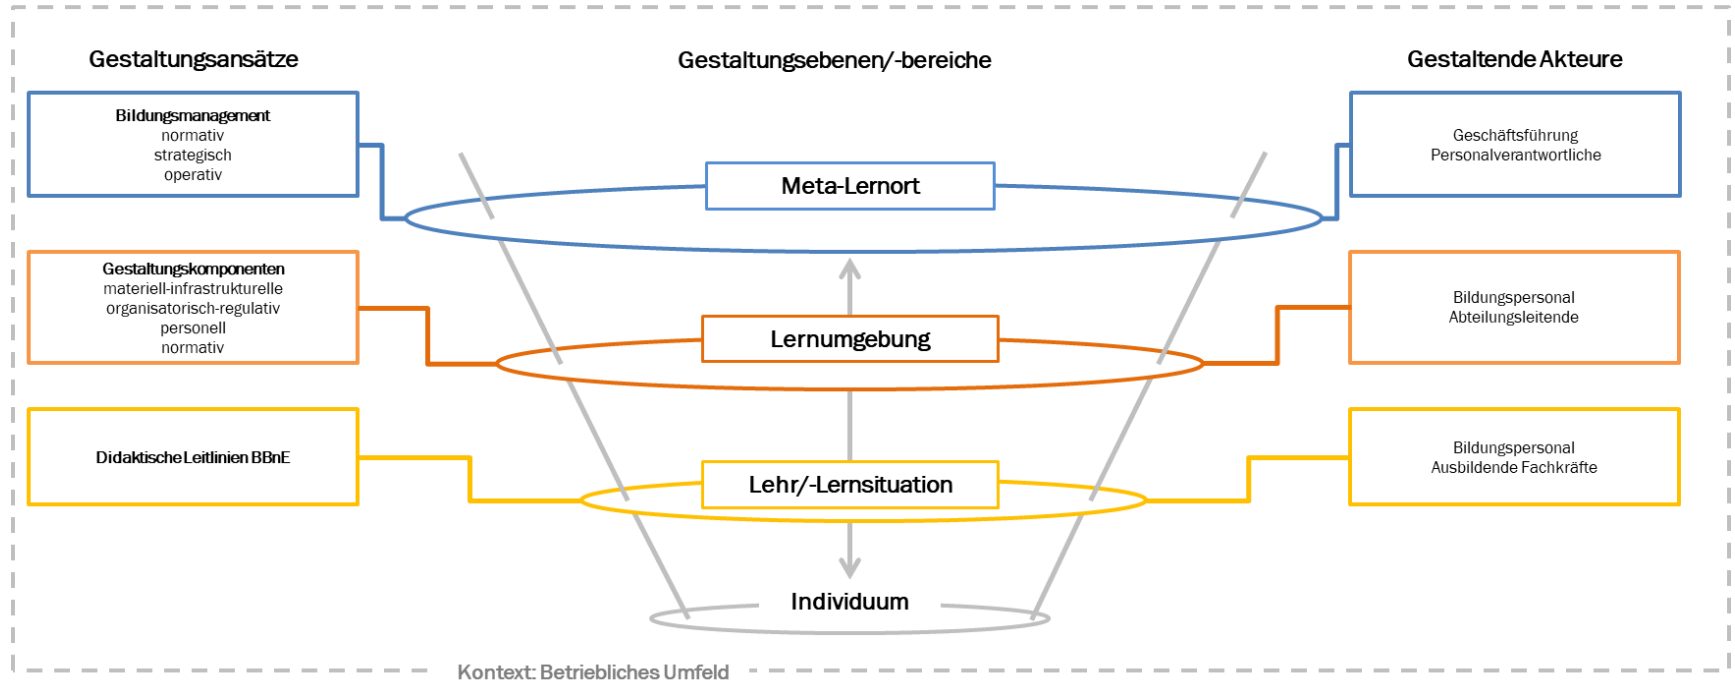 Gestaltungsansätze
Gestaltungsebenen/-bereiche
Gestaltende Akteure
Bildungsmanagement
normativ
strategisch
operativ
Meta-Lernort
Geschäftsführung
Personalverantwortliche
Gestaltungskomponenten
materiell-infrastrukturelle
organisatorisch-regulativ
personell
normativ
Lernumgebung
Bildungspersonal
Abteilungsleitende
Didaktische Leitlinien BBnE
Lehr/-Lernsituation
Bildungspersonal
Ausbildende Fachkräfte
Individuum
Kontext: Betriebliches Umfeld